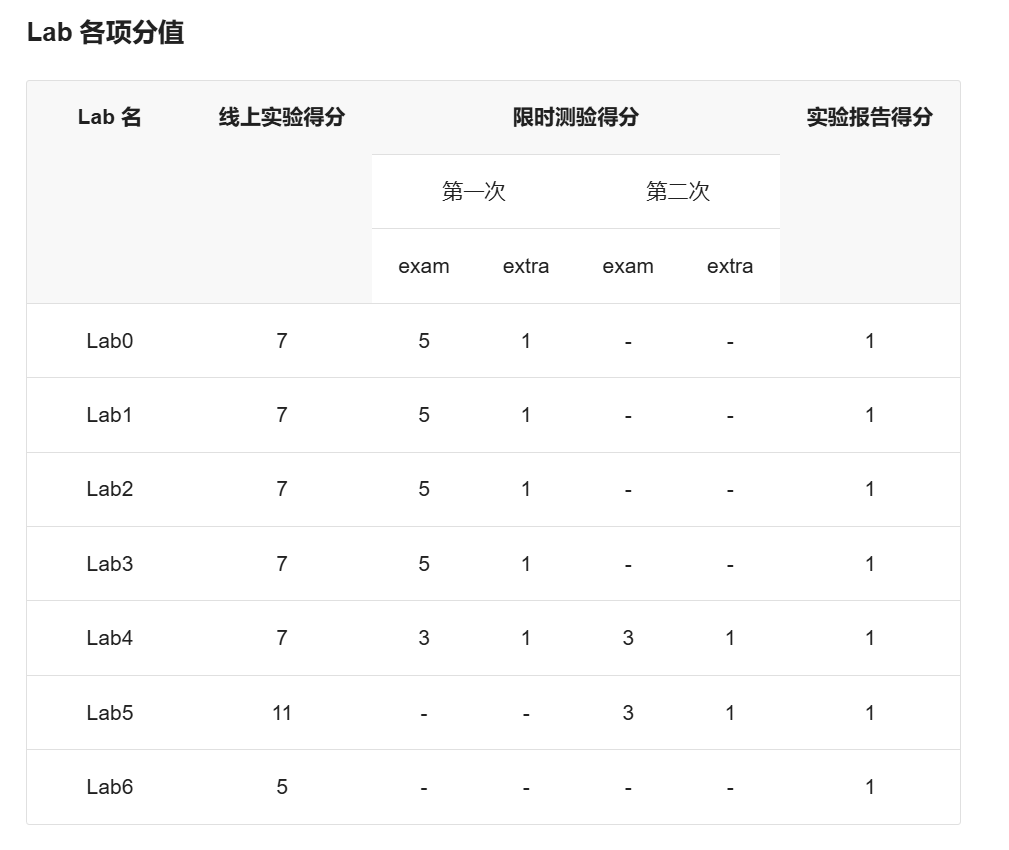 Lab 各项分值
Lab 名 线上实验得分 限时测验得分 实验报告得分
第一次 第二次
exam extra exam extra
Lab0 7 5 1 - - 1
Lab1 7 5 1 - - 1
Lab2 7 5 1 - - 1
Lab3 7 5 1 - - 1
Lab4 7 3 1 3 1 1
Lab5 11 - - 3 1 1
Lab6 5 - - - - 1